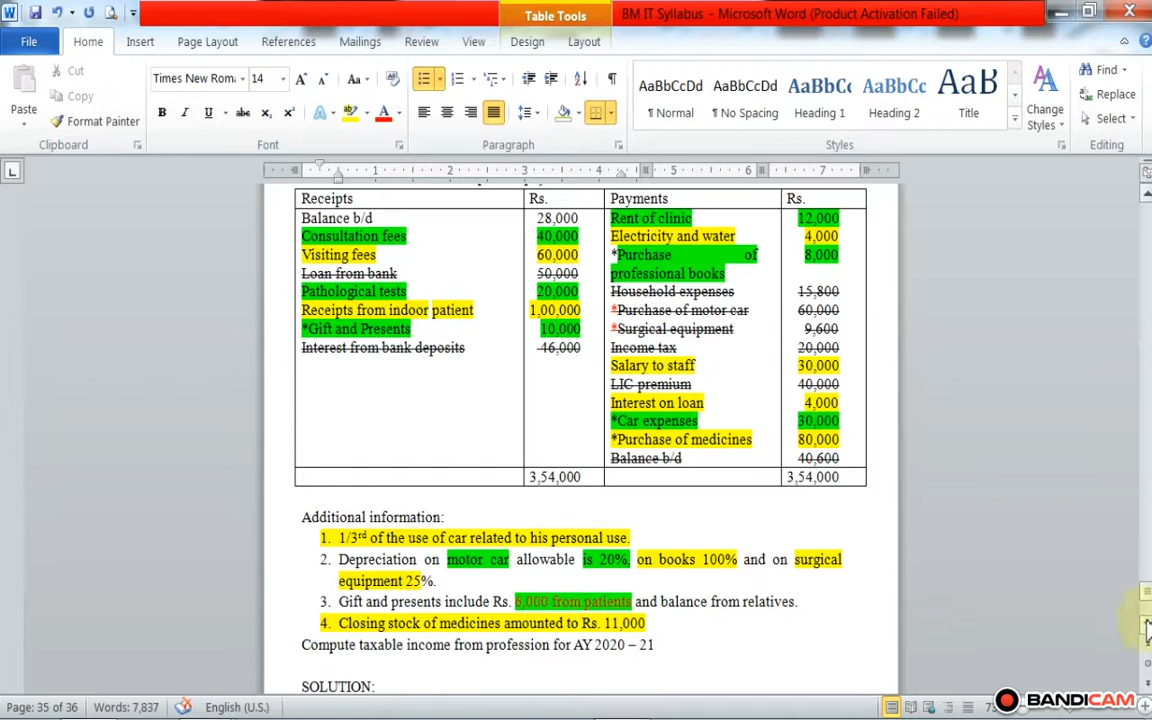 Table Tools
BM IT Syllabus - Microsoft Word (Product Activation Failed)
File Home Insert Page Layout References Mailings Review View Design Layout
Paste
Cut
Copy
Format Painter
Times New Rom 14
AaBbCcDd AaBbCcDd AaBbCc AaBbCc AaB
¶ Normal ¶ No Spacing Heading 1 Heading 2 Title
Change Styles
Find
Replace
Select
Clipboard Font Paragraph Styles Editing
1 2 3 4 5 6 7
Receipts Rs. Payments Rs.
Balance b/d 28,000 Rent of clinic 12,000
Consultation fees 40,000 Electricity and water 4,000
Visiting fees 60,000 *Purchase of 8,000
Loan from bank 50,000 professional books
Pathological tests 20,000 Household expenses 15,800
Receipts from indoor patient 1,00,000 *Purchase of motor car 60,000
*Gift and Presents 10,000 *Surgical equipment 9,600
Interest from bank deposits 46,000 Income tax 20,000
Salary to staff 30,000
LIC premium 40,000
Interest on loan 4,000
*Car expenses 30,000
*Purchase of medicines 80,000
Balance b/d 40,600
3,54,000 3,54,000
Additional information:
1. 1/3rd of the use of car related to his personal use.
2. Depreciation on motor car allowable is 20%, on books 100% and on surgical
equipment 25%.
3. Gift and presents include Rs. 6,000 from patients and balance from relatives.
4. Closing stock of medicines amounted to Rs. 11,000
Compute taxable income from profession for AY 2020 – 21
SOLUTION:
Page: 35 of 36 Words: 7,837 English (U.S.)
BANDICAM